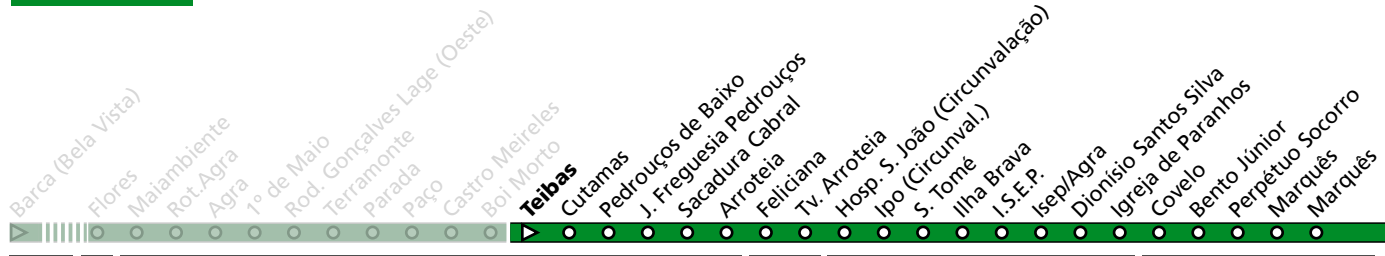 Barca (Bela Vista)
Flores
Maiambiente
Rot.Agra
Agra
1º de Maio
Rod. Gonçalves Lage (Oeste)
Terramonte
Parada
Paço
Castro Meireles
Boi Morto
Teibas
Cutamas
Pedrouços de Baixo
J. Freguesia Pedrouços
Sacadura Cabral
Arroteia
Feliciana
Tv. Arroteia
Hosp. S. João (Circunvalação)
Ipo (Circunval.)
S. Tomé
Ilha Brava
I.S.E.P.
Isep/Agra
Dionisio Santos Silva
Igreja de Paranhos
Covelo
Bento Júnior
Perpétuo Socorro
Marquês
Marquês